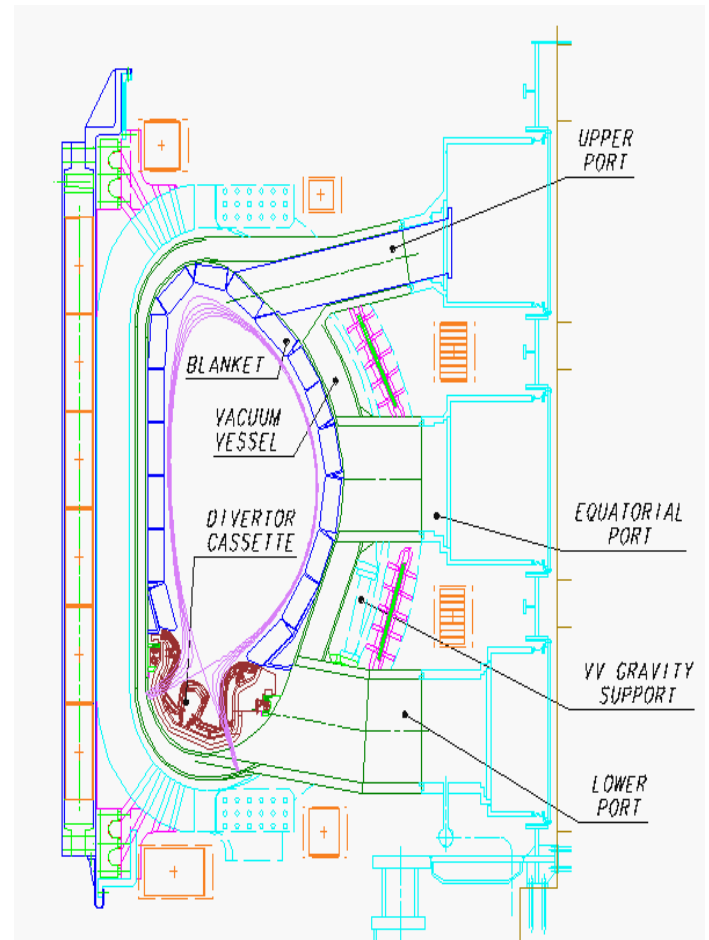 UPPER
PORT
BLANKET
VACUUM
VESSEL
DIVERTOR
CASSETTE
EQUATORIAL
PORT
VV GRAVITY
SUPPORT
LOWER
PORT